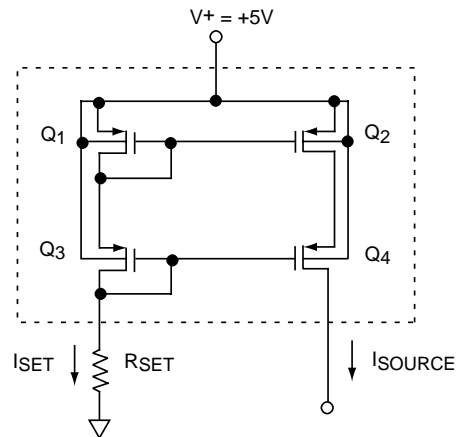 V+ = +5V
Q1
Q2
Q3
Q4
ISET
RSET
ISOURCE